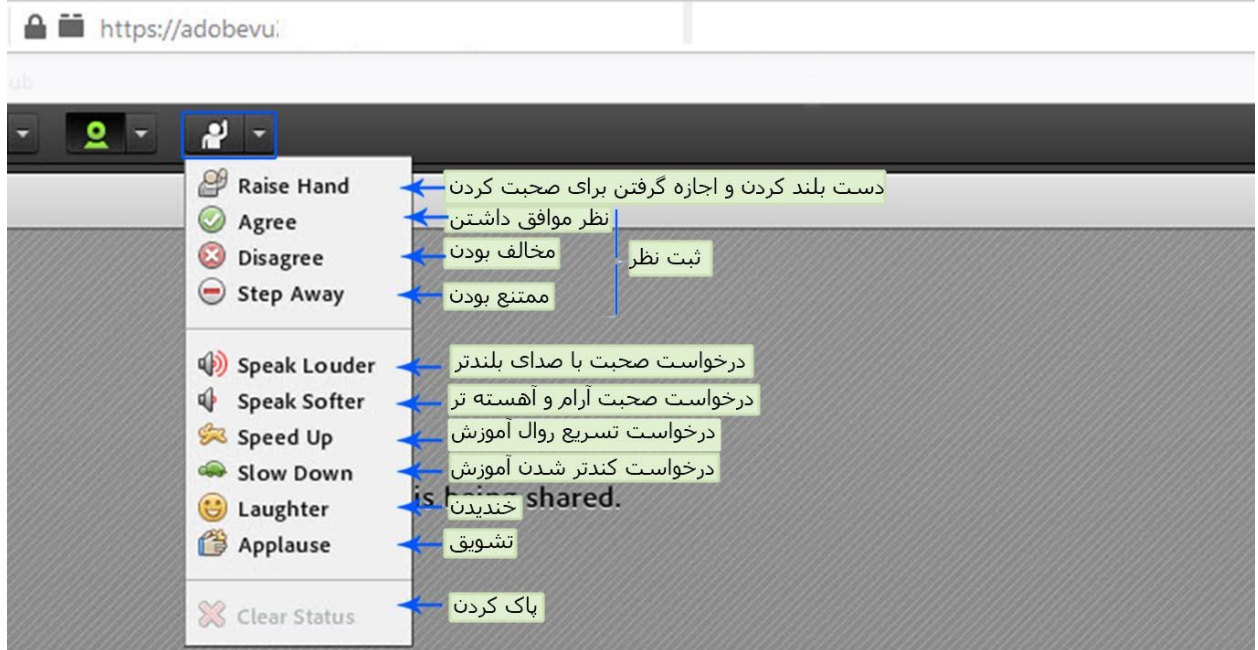 https://adobevu
ub
Raise Hand دست بلند کردن و اجازه گرفتن برای صحبت کردن
Agree نظر موافق داشتن
Disagree مخالف بودن ثبت نظر
Step Away ممتنع بودن
Speak Louder درخواست صحبت با صدای بلندتر
Speak Softer درخواست صحبت آرام و آهسته تر
Speed Up درخواست تسریع روال آموزش
Slow Down درخواست کندتر شدن آموزش
is being shared.
Laughter خندیدن
Applause تشویق
Clear Status پاک کردن